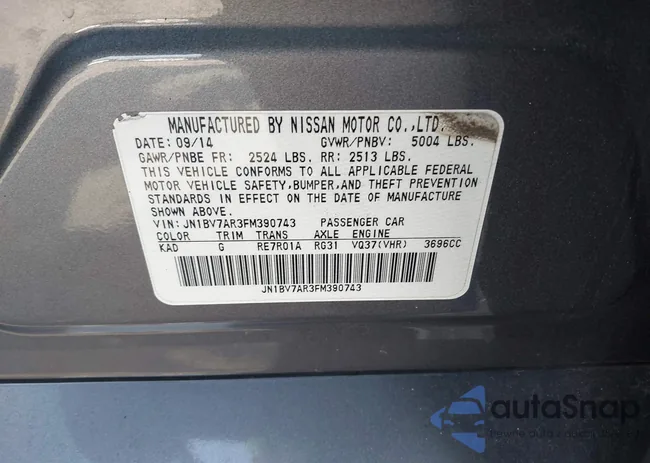 MANUFACTURED BY NISSAN MOTOR CO.,LTD.
DATE: 09/14 GVWR/PNBV: 5004 LBS.
GAWR/PNBE FR: 2524 LBS. RR: 2513 LBS.
THIS VEHICLE CONFORMS TO ALL APPLICABLE FEDERAL
MOTOR VEHICLE SAFETY,BUMPER,AND THEFT PREVENTION
STANDARDS IN EFFECT ON THE DATE OF MANUFACTURE
SHOWN ABOVE.
VIN: JN1BV7AR3FM390743 PASSENGER CAR
COLOR TRIM TRANS AXLE ENGINE
KAD G RE7R01A RG31 VQ37(VHR) 3696CC
JN1BV7AR3FM390743
autaSnap